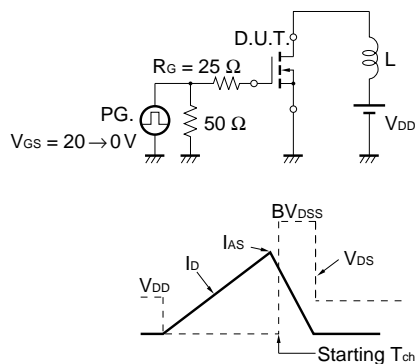 D.U.T.
L
RG = 25 Ω
PG.
50 Ω
VDD
VGS = 20 → 0 V
BVDSS
IAS
VDS
ID
VDD
Starting Tch